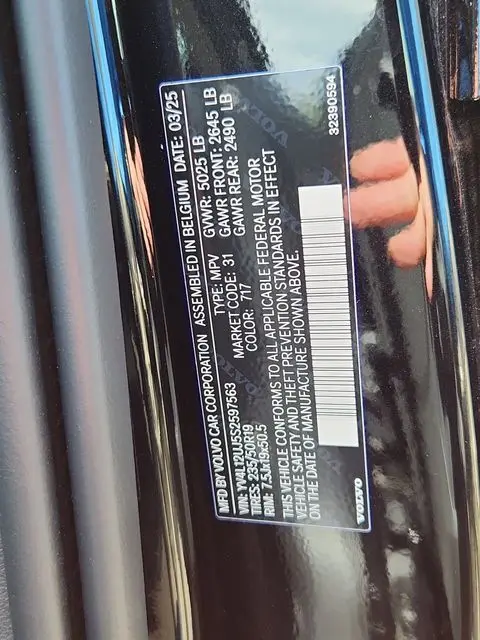 MFD BY VOLVO CAR CORPORATION ASSEMBLED IN BELGIUM DATE: 03/25
VIN: YV4L12UJ5S2597563 TYPE: MPV GVWR: 5025 LB
TIRES: 235/50R19 MARKET CODE: 31 GAWR FRONT: 2645 LB
RIM: 7.5Jx19x50.5 COLOR: 717 GAWR REAR: 2490 LB
THIS VEHICLE CONFORMS TO ALL APPLICABLE FEDERAL MOTOR
VEHICLE SAFETY AND THEFT PREVENTION STANDARDS IN EFFECT
ON THE DATE OF MANUFACTURE SHOWN ABOVE.
VOLVO 32390594